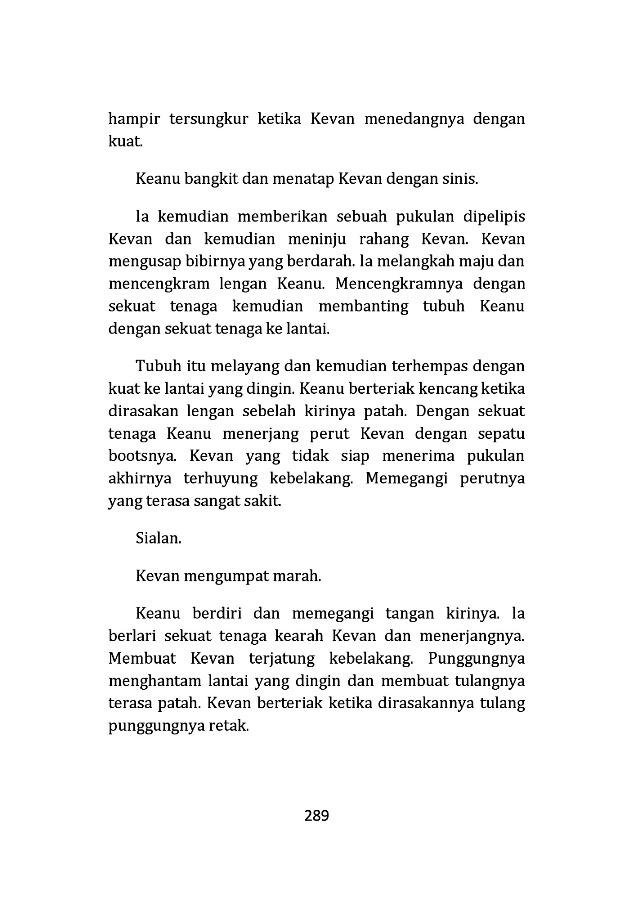 hampir tersungkur ketika Kevan menedangnya dengan
kuat.
Keanu bangkit dan menatap Kevan dengan sinis.
Ia kemudian memberikan sebuah pukulan dipelipis
Kevan dan kemudian meninju rahang Kevan. Kevan
mengusap bibirnya yang berdarah. Ia melangkah maju dan
mencengkram lengan Keanu. Mencengkramnya dengan
sekuat tenaga kemudian membanting tubuh Keanu
dengan sekuat tenaga ke lantai.
Tubuh itu melayang dan kemudian terhempas dengan
kuat ke lantai yang dingin. Keanu berteriak kencang ketika
dirasakan lengan sebelah kirinya patah. Dengan sekuat
tenaga Keanu menerjang perut Kevan dengan sepatu
bootsnya. Kevan yang tidak siap menerima pukulan
akhirnya terhuyung kebelakang. Memegangi perutnya
yang terasa sangat sakit.
Sialan.
Kevan mengumpat marah.
Keanu berdiri dan memegangi tangan kirinya. Ia
berlari sekuat tenaga kearah Kevan dan menerjangnya.
Membuat Kevan terjatung kebelakang. Punggungnya
menghantam lantai yang dingin dan membuat tulangnya
terasa patah. Kevan berteriak ketika dirasakannya tulang
punggungnya retak.
289